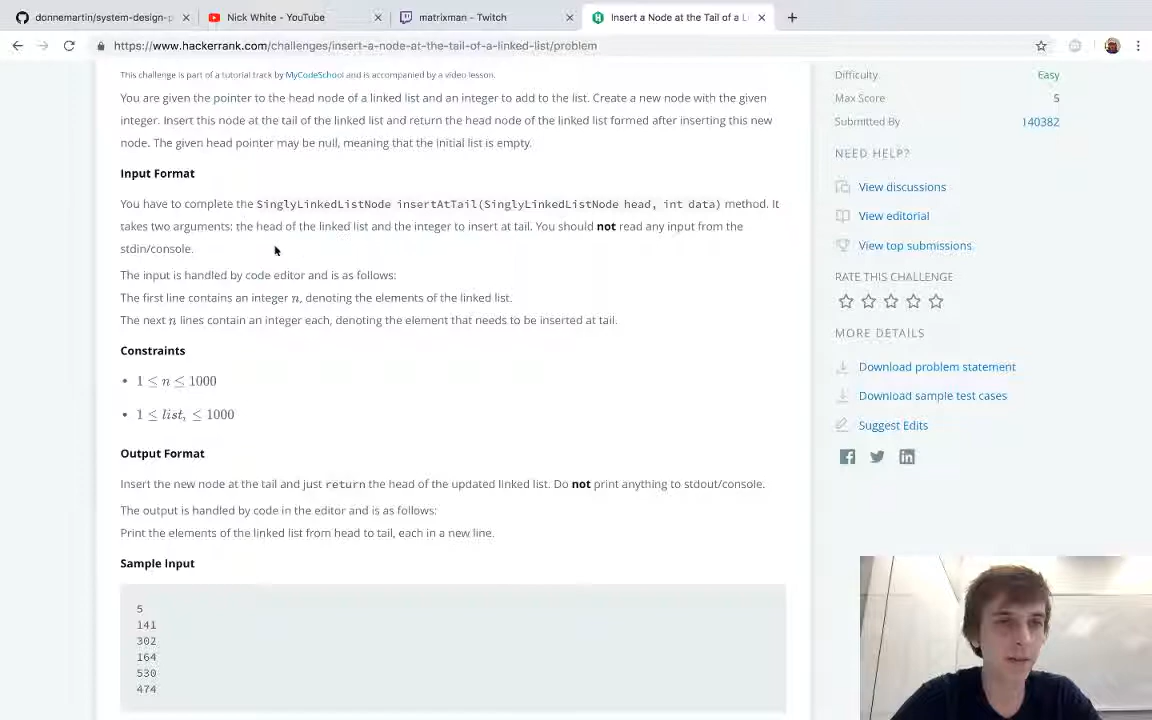 donnemartin/system-design-p
Nick White - YouTube
matrixman - Twitch
Insert a Node at the Tail of a L
https://www.hackerrank.com/challenges/insert-a-node-at-the-tail-of-a-linked-list/problem
This challenge is part of a tutorial track by MyCodeSchool and is accompanied by a video lesson.
You are given the pointer to the head node of a linked list and an integer to add to the list. Create a new node with the given
integer. Insert this node at the tail of the linked list and return the head node of the linked list formed after inserting this new
node. The given head pointer may be null, meaning that the initial list is empty.
Input Format
You have to complete the SinglyLinkedListNode insertAtTail(SinglyLinkedListNode head, int data) method. It
takes two arguments: the head of the linked list and the integer to insert at tail. You should not read any input from the
stdin/console.
The input is handled by code editor and is as follows:
The first line contains an integer n, denoting the elements of the linked list.
The next n lines contain an integer each, denoting the element that needs to be inserted at tail.
Constraints
• 1 ≤ n ≤ 1000
• 1 ≤ listᵢ ≤ 1000
Output Format
Insert the new node at the tail and just return the head of the updated linked list. Do not print anything to stdout/console.
The output is handled by code in the editor and is as follows:
Print the elements of the linked list from head to tail, each in a new line.
Sample Input
5
141
302
164
530
474
Difficulty Easy
Max Score 5
Submitted By 140382
NEED HELP?
View discussions
View editorial
View top submissions
RATE THIS CHALLENGE
MORE DETAILS
Download problem statement
Download sample test cases
Suggest Edits